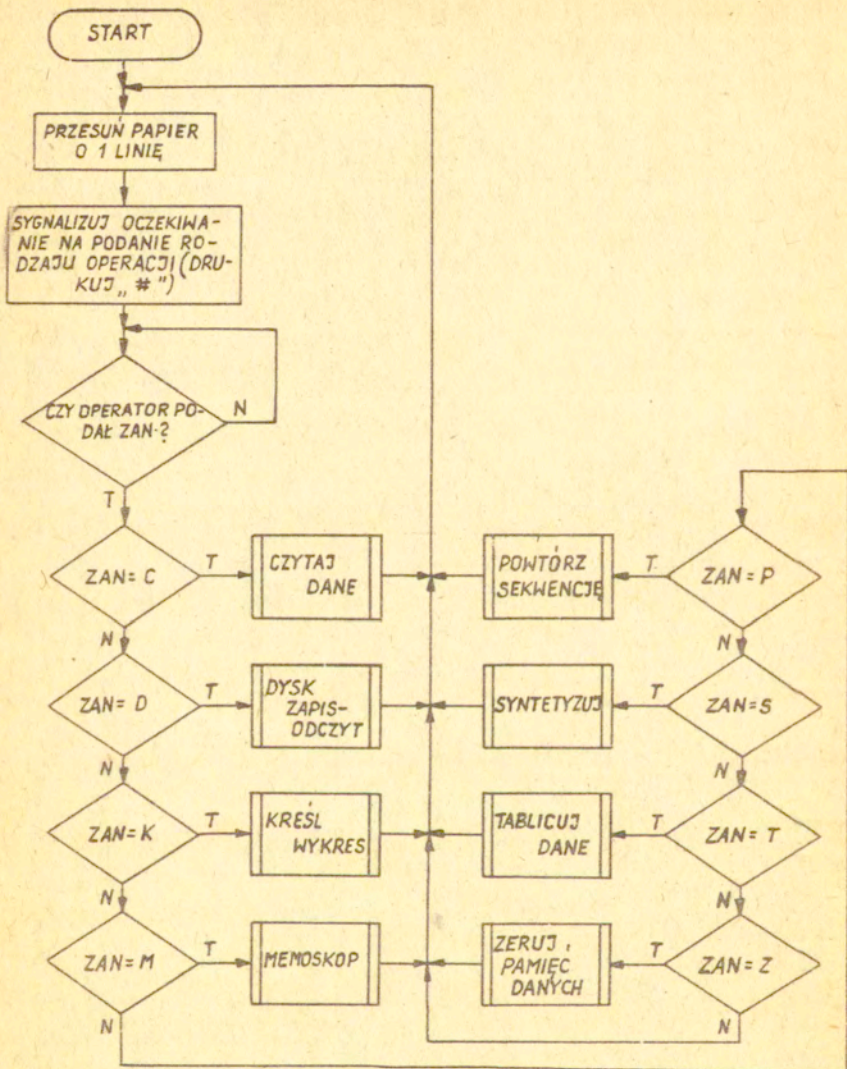 START
PRZESUŃ PAPIER
O 1 LINIĘ
SYGNALIZUJ OCZEKIWA-
NIE NA PODANIE RO-
DZAJU OPERACJI (DRU-
KUJ „ # ")
CZY OPERATOR PO-
DAŁ ZAN·?
N
T
ZAN= C
T
CZYTAJ
DANE
N
ZAN= D
T
DYSK
ZAPIS-
ODCZYT
N
ZAN= K
T
KREŚL
WYKRES
N
ZAN= M
T
MEMOSKOP
N
POWTÓRZ
SEKWENCJĘ
T
ZAN = P
N
SYNTETYZUJ
T
ZAN= S
N
TABLICUJ
DANE
T
ZAN = T
N
ZERUJ
PAMIĘĆ
DANYCH
T
ZAN = Z
N